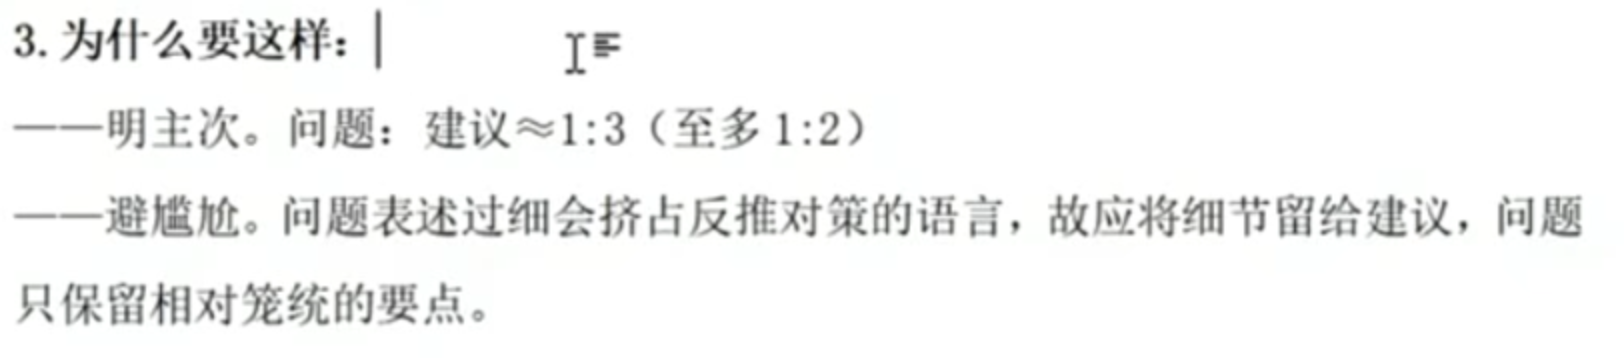 3.为什么要这样：
——明主次。问题：建议≈1:3（至多1:2）
——避尴尬。问题表述过细会挤占反推对策的语言，故应将细节留给建议，问题
只保留相对笼统的要点。